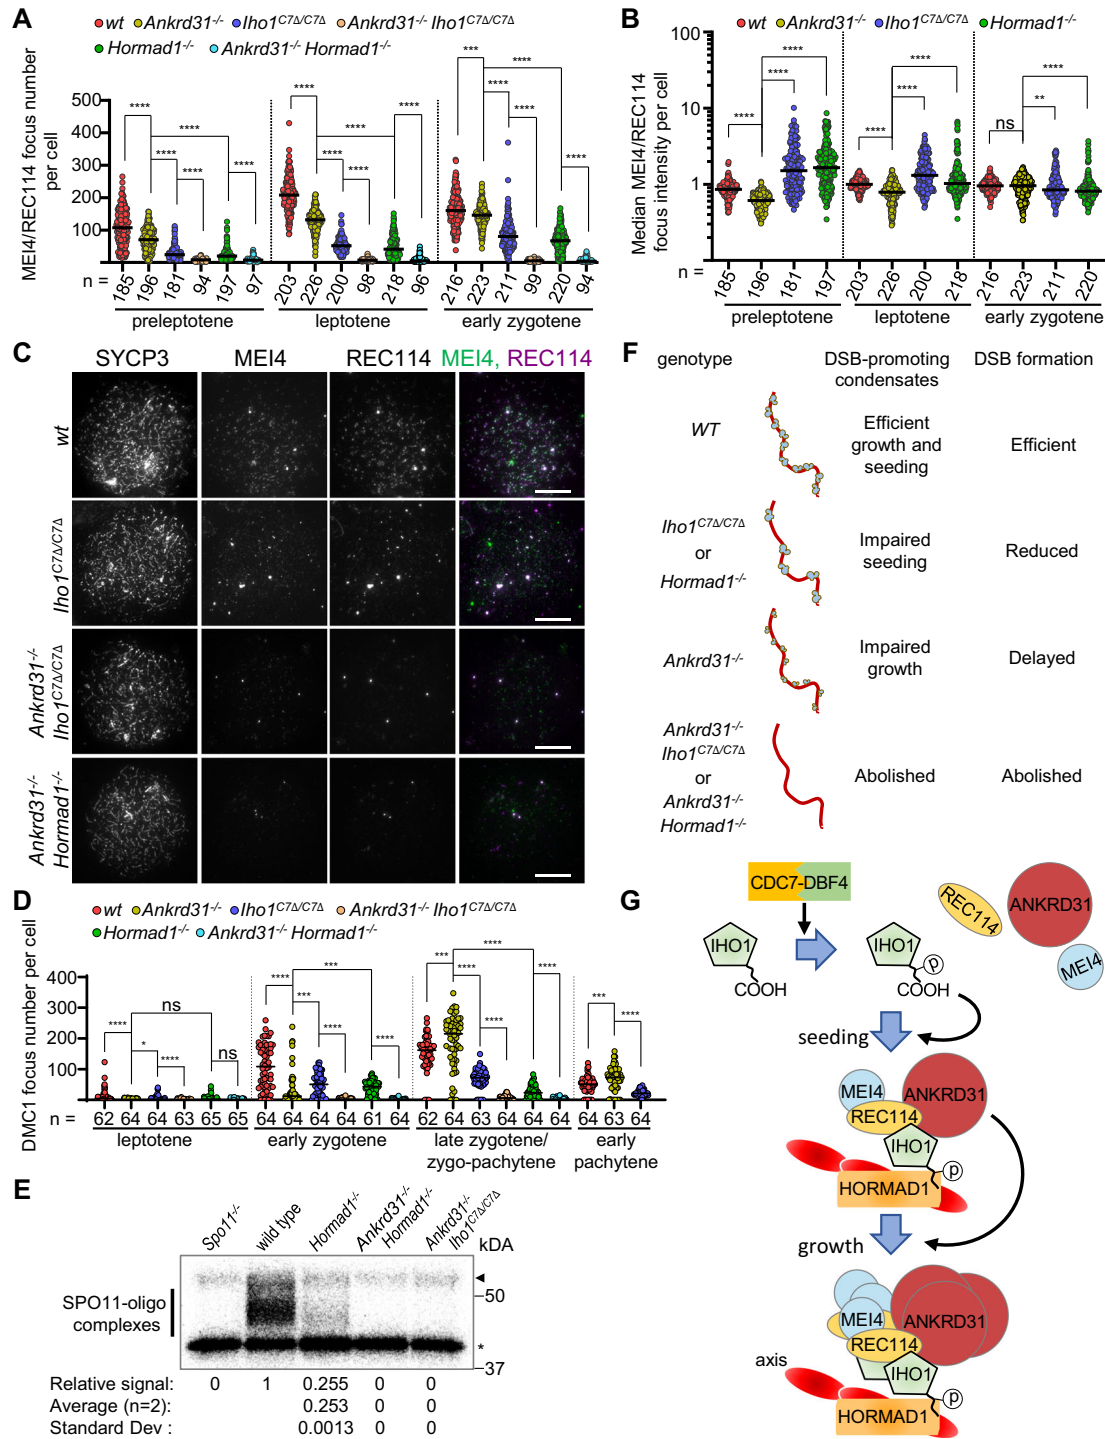 A
wt Ankrd31-/- Iho1C7Δ/C7Δ Ankrd31-/- Iho1C7Δ/C7Δ
Hormad1-/- Ankrd31-/- Hormad1-/-
MEI4/REC114 focus number
per cell
500
400
300
200
100
**** **** **** **** **** ****
**** **** **** **** **** ****
*** **** **** **** **** ****
n = 185 196 181 94 197 97 203 226 200 98 218 96 216 223 211 99 220 94
preleptotene leptotene early zygotene
B
wt Ankrd31-/- Iho1C7Δ/C7Δ Hormad1-/-
Median MEI4/REC114
focus intensity per cell
100
10
1
0
**** **** **** **** **** **** ns ** ****
n = 185 196 181 197 203 226 200 218 216 223 211 220
preleptotene leptotene early zygotene
C
SYCP3 MEI4 REC114 MEI4, REC114
wt
Iho1C7Δ/C7Δ
Ankrd31-/-
Iho1C7Δ/C7Δ
Ankrd31-/-
Hormad1-/-
F
genotype DSB-promoting condensates DSB formation
WT Efficient growth and seeding Efficient
Iho1C7Δ/C7Δ or Hormad1-/- Impaired seeding Reduced
Ankrd31-/- Impaired growth Delayed
Ankrd31-/- Iho1C7Δ/C7Δ or Ankrd31-/- Hormad1-/- Abolished Abolished
D
wt Ankrd31-/- Iho1C7Δ/C7Δ Ankrd31-/- Iho1C7Δ/C7Δ
Hormad1-/- Ankrd31-/- Hormad1-/-
DMC1 focus number per cell
400
300
200
100
**** * **** ns ns
**** *** **** *** ****
*** **** **** **** ****
*** ****
n = 62 64 64 64 65 65 64 64 64 64 61 64 62 64 63 64 64 64 64 63 64
leptotene early zygotene late zygotene/ zygo-pachytene early pachytene
E
Spo11-/- wild type Hormad1-/- Ankrd31-/- Hormad1-/- Ankrd31-/- Iho1C7Δ/C7Δ kDA
SPO11-oligo
complexes
50
*
37
Relative signal: 0 1 0.255 0 0
Average (n=2): 0.253 0 0
Standard Dev : 0.0013 0 0
G
CDC7-DBF4
IHO1
COOH
IHO1
p
COOH
REC114
ANKRD31
MEI4
seeding
MEI4
ANKRD31
REC114
IHO1
p
HORMAD1
growth
MEI4
ANKRD31
REC114
axis
IHO1
p
HORMAD1